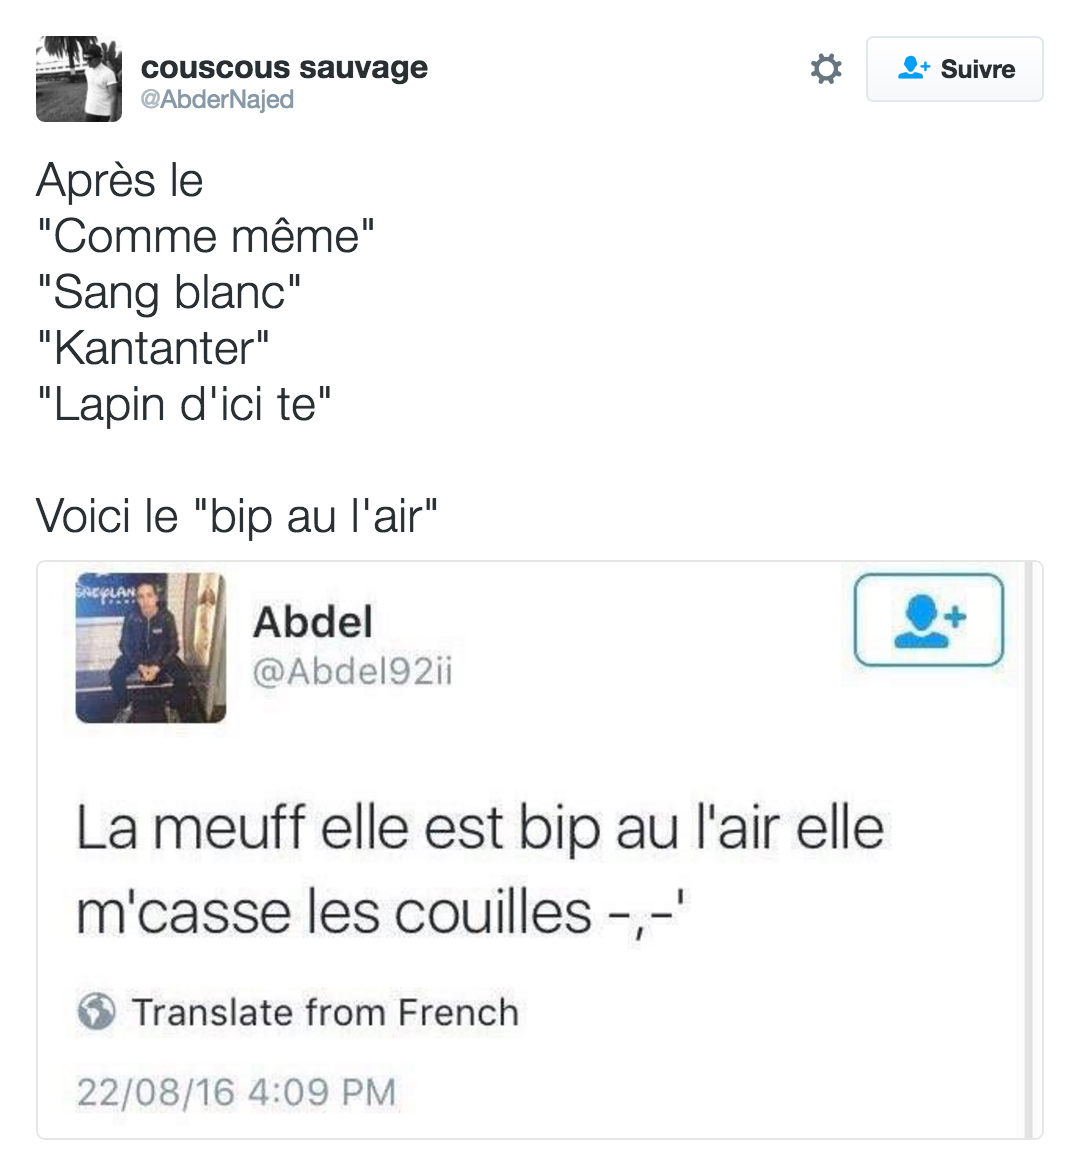 couscous sauvage
@AbderNajed
Suivre
Après le
"Comme même"
"Sang blanc"
"Kantanter"
"Lapin d'ici te"
Voici le "bip au l'air"
Abdel
@Abdel92ii
La meuff elle est bip au l'air elle
m'casse les couilles -,-'
Translate from French
22/08/16 4:09 PM